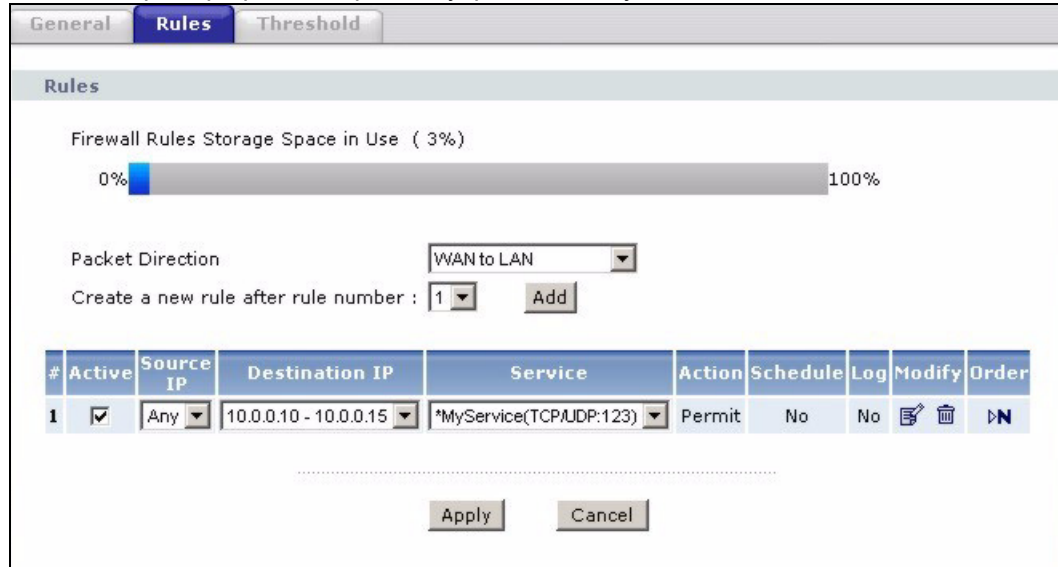 General Rules Threshold
Rules
Firewall Rules Storage Space in Use ( 3%)
0% 100%
Packet Direction WAN to LAN
Create a new rule after rule number : 1 Add
# Active Source IP Destination IP Service Action Schedule Log Modify Order
1 Any 10.0.0.10 - 10.0.0.15 *MyService(TCP/UDP:123) Permit No No N
Apply Cancel